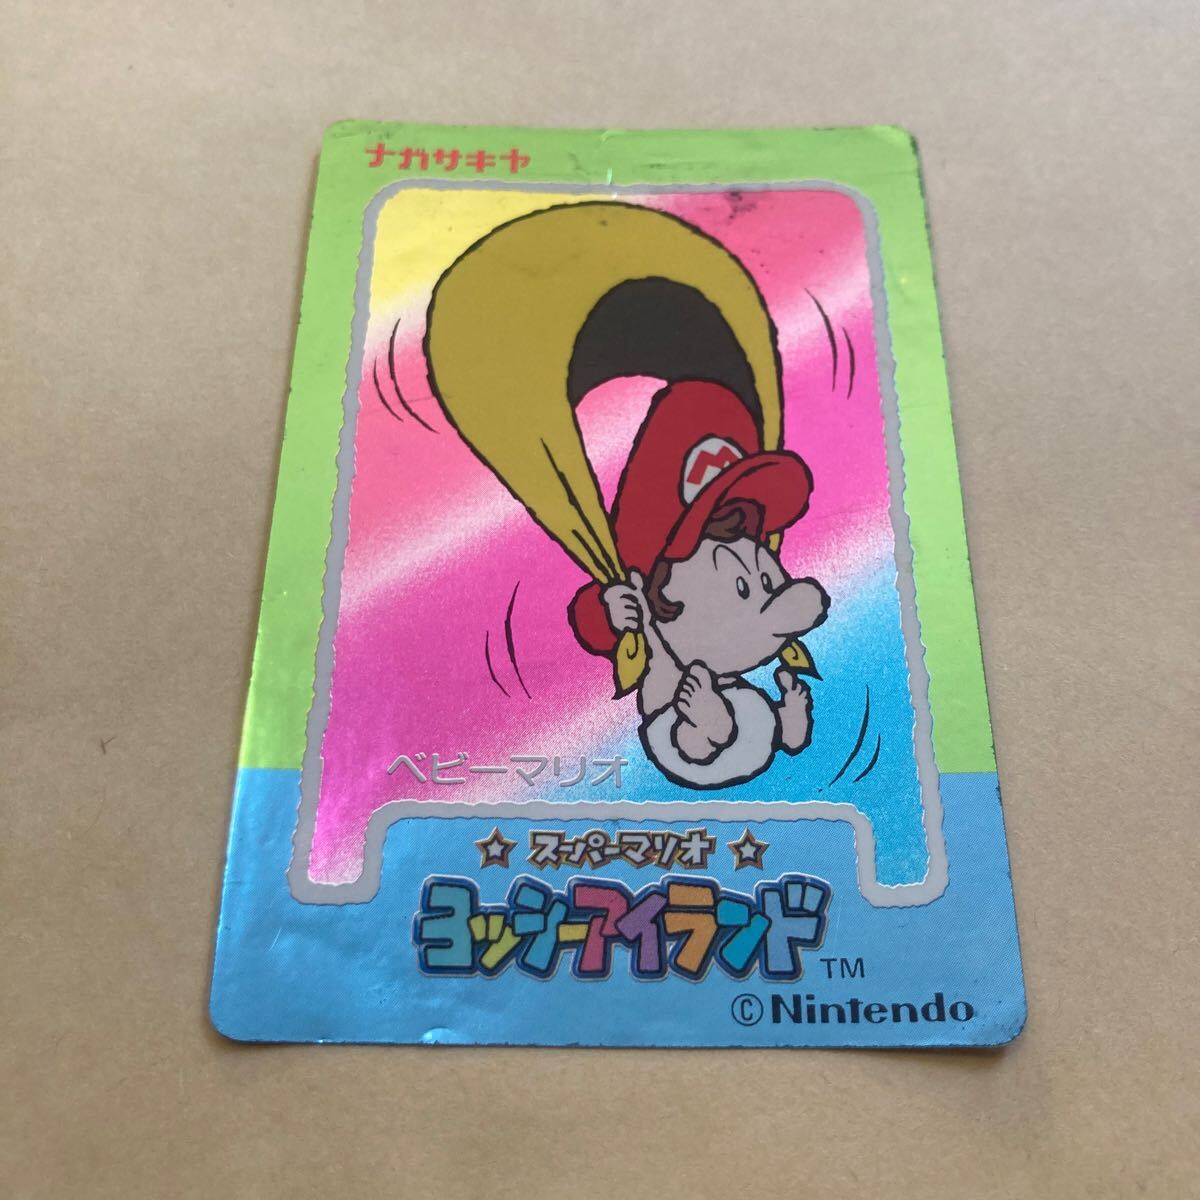 ナガサキヤ
M
ベビーマリオ
☆ スーパーマリオ ☆
ヨッシーアイランド TM
©Nintendo